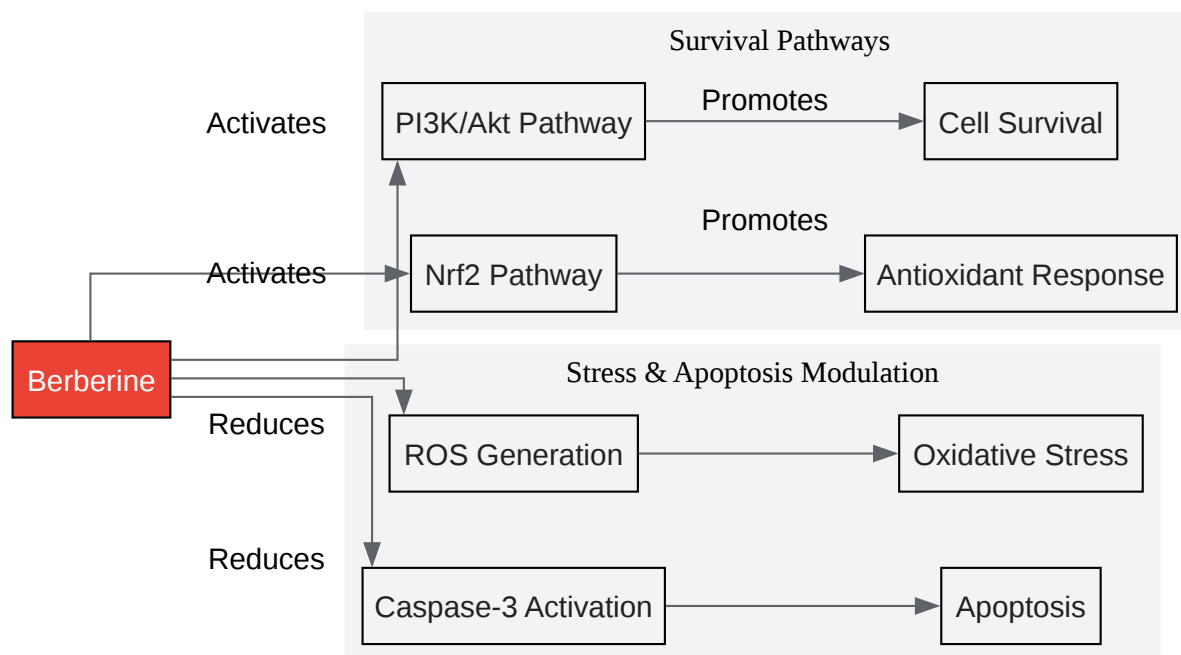 Survival Pathways
Activates
PI3K/Akt Pathway
Promotes
Cell Survival
Activates
Nrf2 Pathway
Promotes
Antioxidant Response
Berberine
Stress & Apoptosis Modulation
Reduces
ROS Generation
Oxidative Stress
Reduces
Caspase-3 Activation
Apoptosis